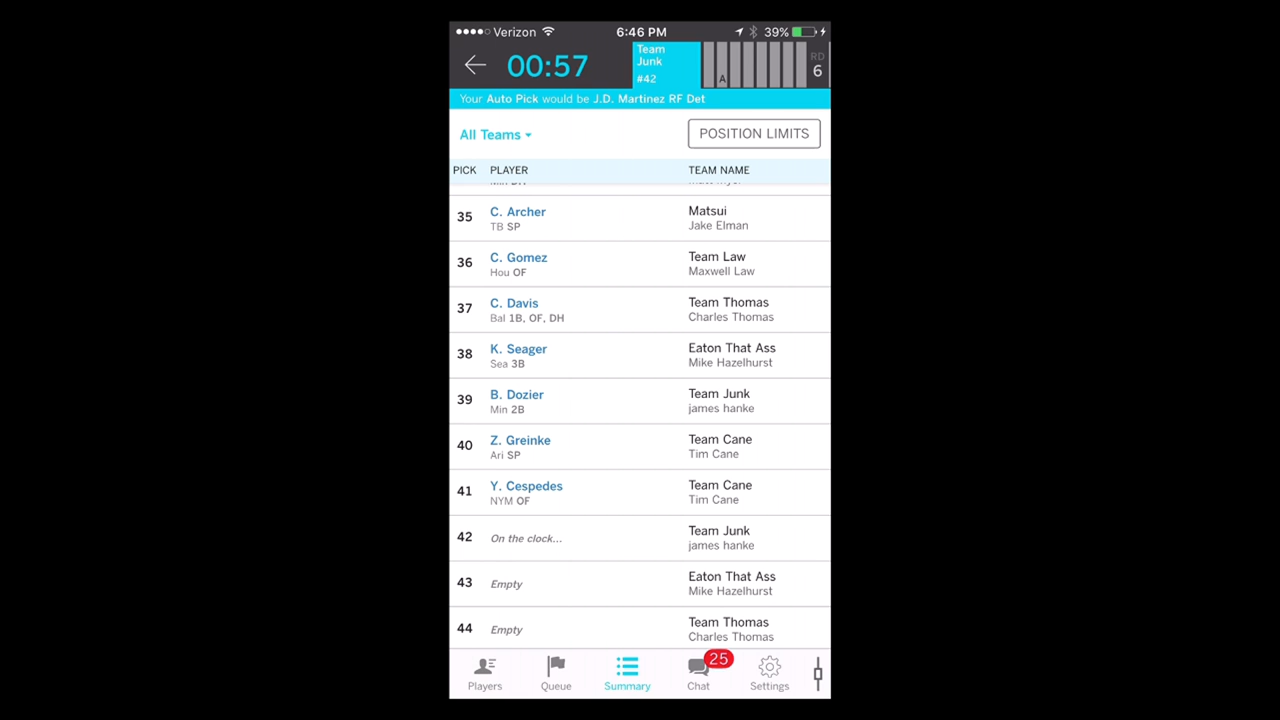 Verizon 6:46 PM 39%
00:57
Team
Junk
#42
A
RD
6
Your Auto Pick would be J.D. Martinez RF Det
All Teams
POSITION LIMITS
PICK PLAYER TEAM NAME
35 C. Archer Matsui
TB SP Jake Elman
36 C. Gomez Team Law
Hou OF Maxwell Law
37 C. Davis Team Thomas
Bal 1B, OF, DH Charles Thomas
38 K. Seager Eaton That Ass
Sea 3B Mike Hazelhurst
39 B. Dozier Team Junk
Min 2B james hanke
40 Z. Greinke Team Cane
Ari SP Tim Cane
41 Y. Cespedes Team Cane
NYM OF Tim Cane
42 On the clock... Team Junk
james hanke
43 Empty Eaton That Ass
Mike Hazelhurst
44 Empty Team Thomas
Charles Thomas
25
Players Queue Summary Chat Settings